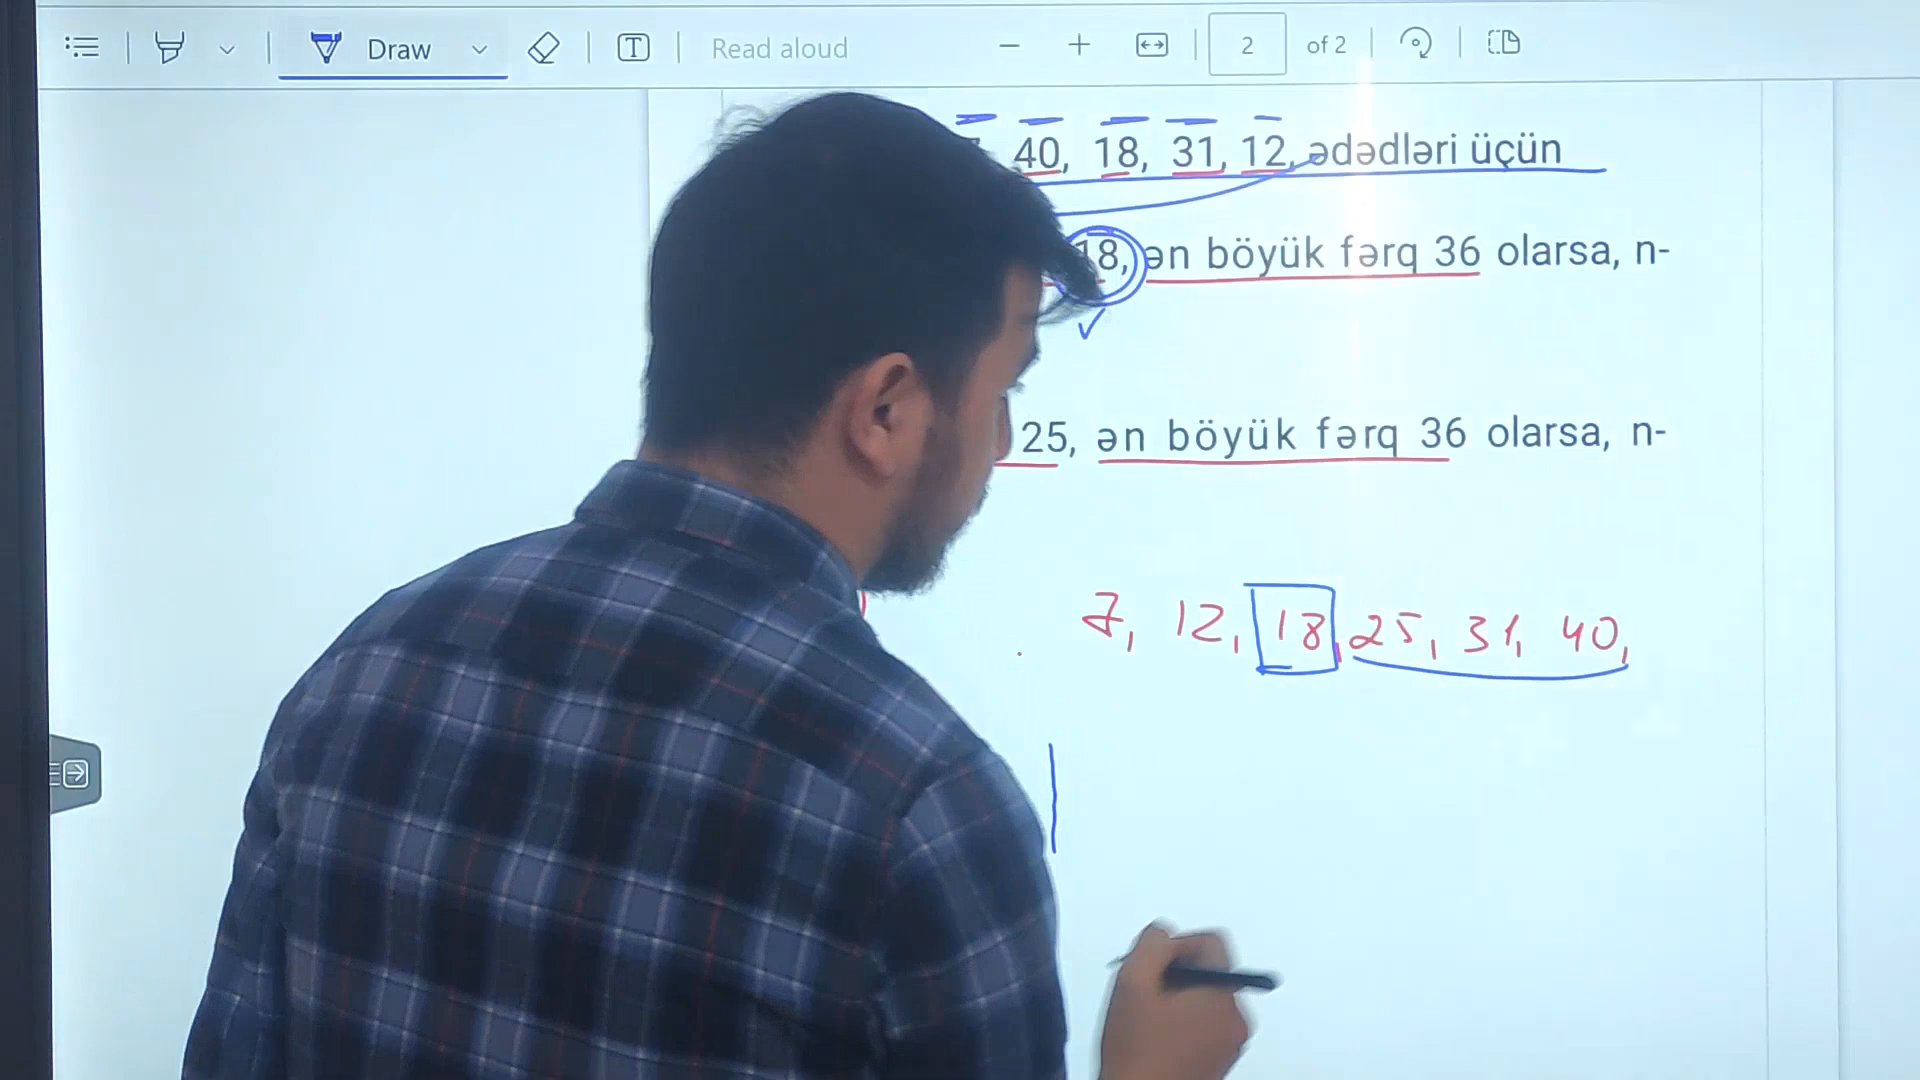 Draw Read aloud 2 of 2
40, 18, 31, 12, ədədləri üçün
18, ən böyük fərq 36 olarsa, n-
25, ən böyük fərq 36 olarsa, n-
7, 12, 18, 25, 31, 40,